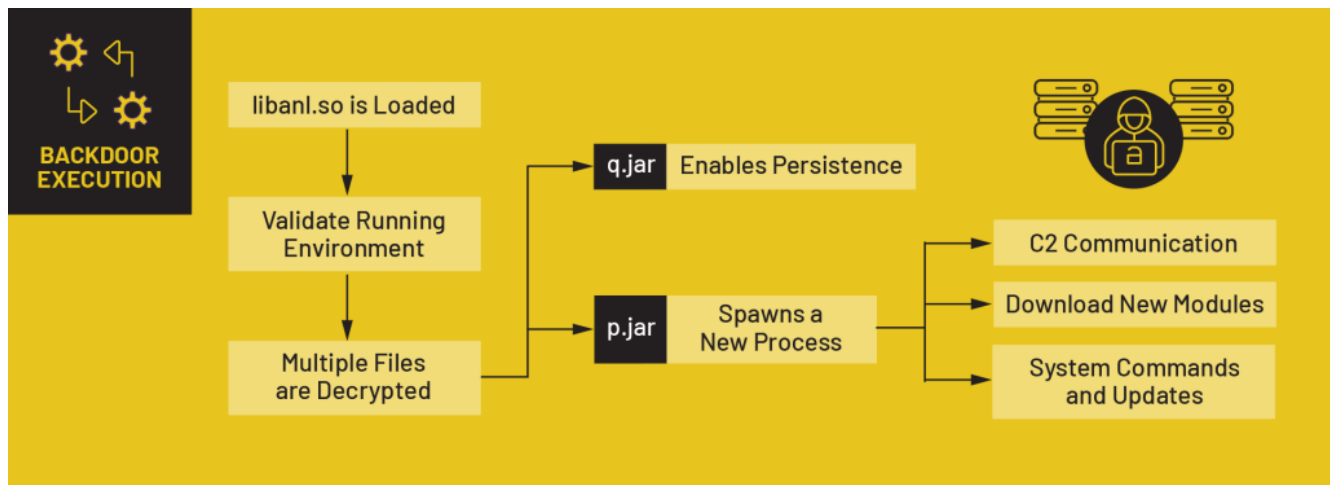 BACKDOOR
EXECUTION
libanl.so is Loaded
Validate Running
Environment
Multiple Files
are Decrypted
q.jar
Enables Persistence
p.jar
Spawns a
New Process
C2 Communication
Download New Modules
System Commands
and Updates
a